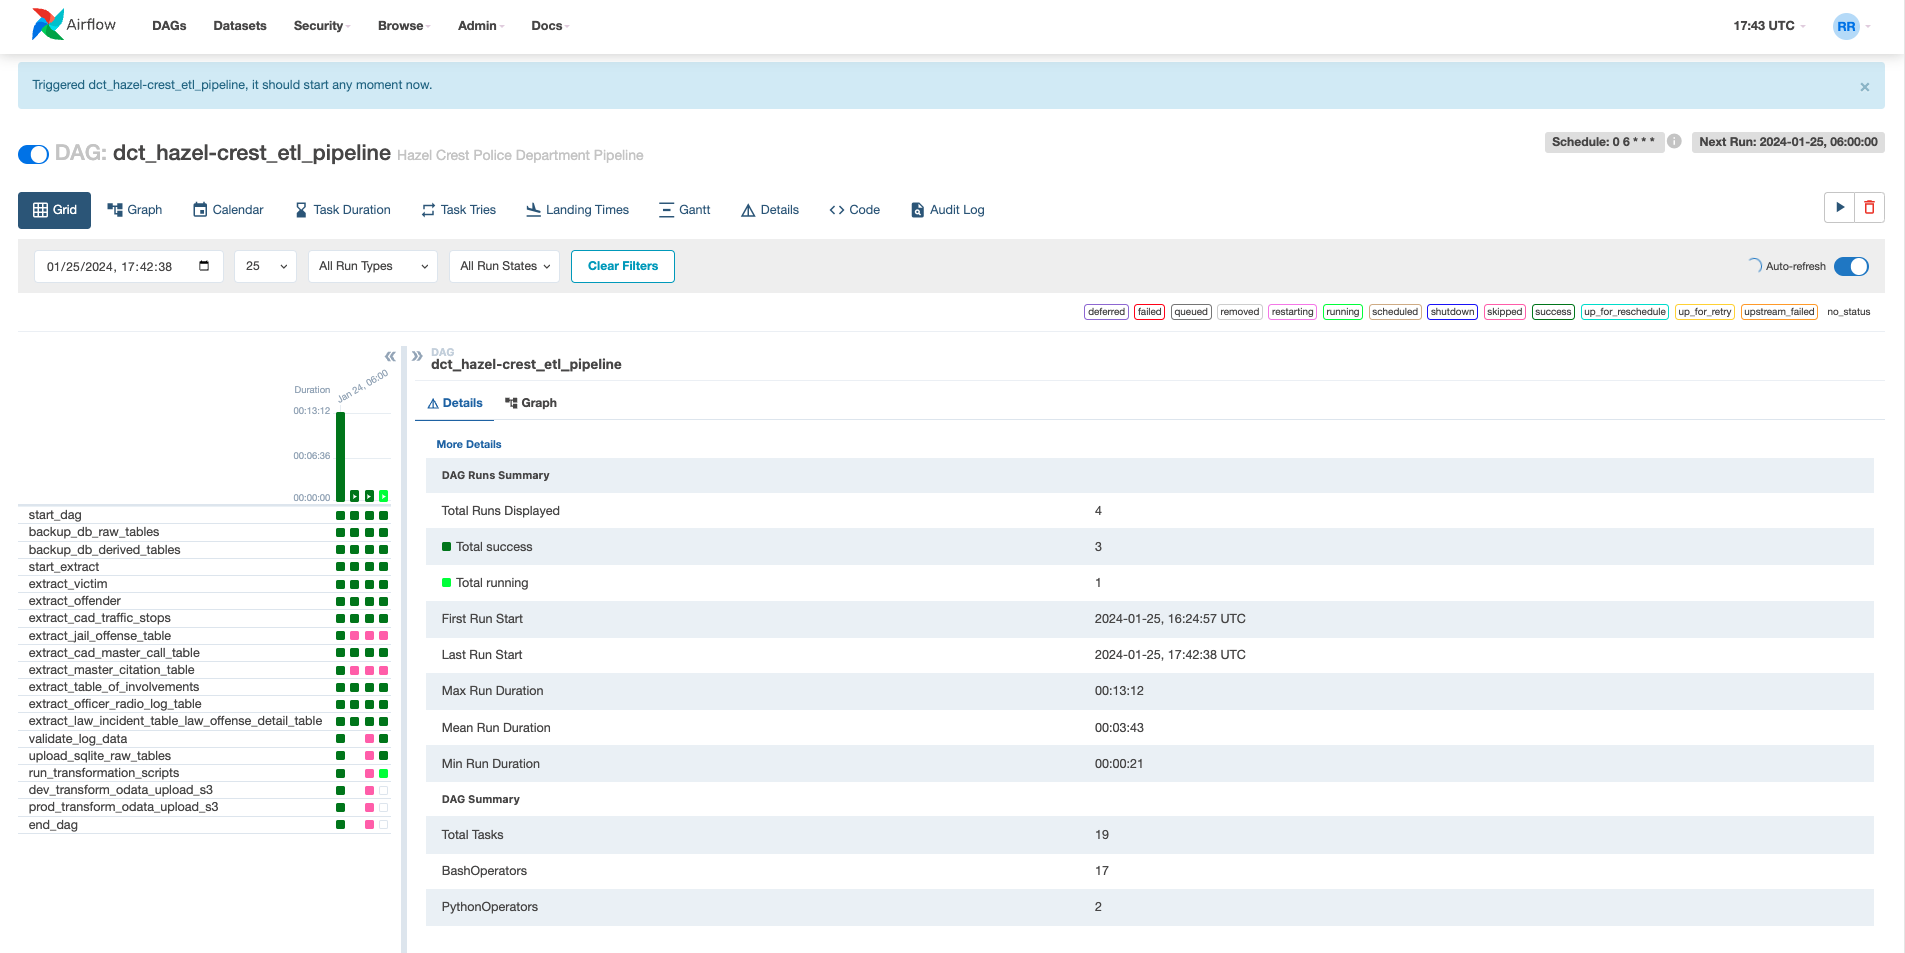 Airflow DAGs Datasets Security Browse Admin Docs 17:43 UTC RR
Triggered dct_hazel-crest_etl_pipeline, it should start any moment now. ×
DAG: dct_hazel-crest_etl_pipeline Hazel Crest Police Department Pipeline
Schedule: 0 6 * * * i Next Run: 2024-01-25, 06:00:00
Grid Graph Calendar Task Duration Task Tries Landing Times Gantt Details Code Audit Log
01/25/2024, 17:42:38 25 All Run Types All Run States Clear Filters Auto-refresh
deferred failed queued removed restarting running scheduled shutdown skipped success up_for_reschedule up_for_retry upstream_failed no_status
Duration
Jan 24, 06:00
00:13:12
00:06:36
00:00:00
start_dag
backup_db_raw_tables
backup_db_derived_tables
start_extract
extract_victim
extract_offender
extract_cad_traffic_stops
extract_jail_offense_table
extract_cad_master_call_table
extract_master_citation_table
extract_table_of_involvements
extract_officer_radio_log_table
extract_law_incident_table_law_offense_detail_table
validate_log_data
upload_sqlite_raw_tables
run_transformation_scripts
dev_transform_odata_upload_s3
prod_transform_odata_upload_s3
end_dag
DAG
dct_hazel-crest_etl_pipeline
Details Graph
More Details
DAG Runs Summary
Total Runs Displayed 4
Total success 3
Total running 1
First Run Start 2024-01-25, 16:24:57 UTC
Last Run Start 2024-01-25, 17:42:38 UTC
Max Run Duration 00:13:12
Mean Run Duration 00:03:43
Min Run Duration 00:00:21
DAG Summary
Total Tasks 19
BashOperators 17
PythonOperators 2